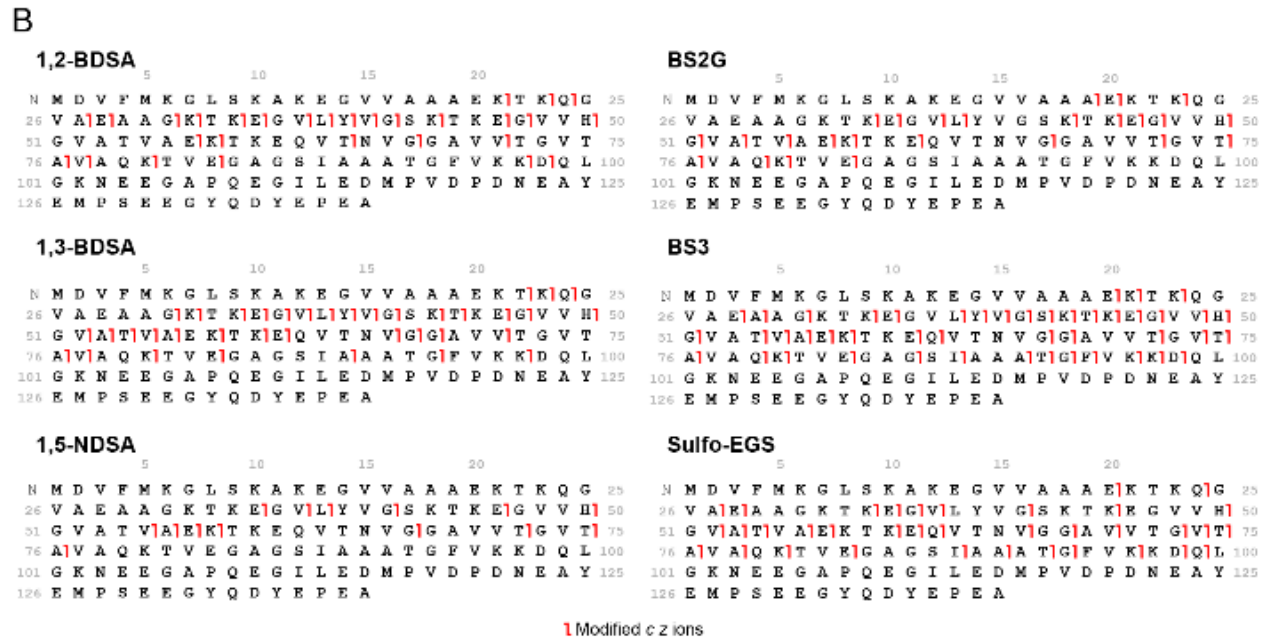 B
1,2-BDSA
5 10 15 20
N M D V F M K G L S K A K E G V V A A A E K T K Q G 25
26 V A E A A G K T K E G V L Y V G S K T K E G V V H 50
51 G V A T V A E K T K E Q V T N V G G A V V T G V T 75
76 A V A Q K T V E G A G S I A A A T G F V K K D Q L 100
101 G K N E E G A P Q E G I L E D M P V D P D N E A Y 125
126 E M P S E E G Y Q D Y E P E A
BS2G
5 10 15 20
N M D V F M K G L S K A K E G V V A A A E K T K Q G 25
26 V A E A A G K T K E G V L Y V G S K T K E G V V H 50
51 G V A T V A E K T K E Q V T N V G G A V V T G V T 75
76 A V A Q K T V E G A G S I A A A T G F V K K D Q L 100
101 G K N E E G A P Q E G I L E D M P V D P D N E A Y 125
126 E M P S E E G Y Q D Y E P E A
1,3-BDSA
5 10 15 20
N M D V F M K G L S K A K E G V V A A A E K T K Q G 25
26 V A E A A G K T K E G V L Y V G S K T K E G V V H 50
51 G V A T V A E K T K E Q V T N V G G A V V T G V T 75
76 A V A Q K T V E G A G S I A A A T G F V K K D Q L 100
101 G K N E E G A P Q E G I L E D M P V D P D N E A Y 125
126 E M P S E E G Y Q D Y E P E A
BS3
5 10 15 20
N M D V F M K G L S K A K E G V V A A A E K T K Q G 25
26 V A E A A G K T K E G V L Y V G S K T K E G V V H 50
51 G V A T V A E K T K E Q V T N V G G A V V T G V T 75
76 A V A Q K T V E G A G S I A A A T G F V K K D Q L 100
101 G K N E E G A P Q E G I L E D M P V D P D N E A Y 125
126 E M P S E E G Y Q D Y E P E A
1,5-NDSA
5 10 15 20
N M D V F M K G L S K A K E G V V A A A E K T K Q G 25
26 V A E A A G K T K E G V L Y V G S K T K E G V V H 50
51 G V A T V A E K T K E Q V T N V G G A V V T G V T 75
76 A V A Q K T V E G A G S I A A A T G F V K K D Q L 100
101 G K N E E G A P Q E G I L E D M P V D P D N E A Y 125
126 E M P S E E G Y Q D Y E P E A
Sulfo-EGS
5 10 15 20
N M D V F M K G L S K A K E G V V A A A E K T K Q G 25
26 V A E A A G K T K E G V L Y V G S K T K E G V V H 50
51 G V A T V A E K T K E Q V T N V G G A V V T G V T 75
76 A V A Q K T V E G A G S I A A A T G F V K K D Q L 100
101 G K N E E G A P Q E G I L E D M P V D P D N E A Y 125
126 E M P S E E G Y Q D Y E P E A
Modified c z ions